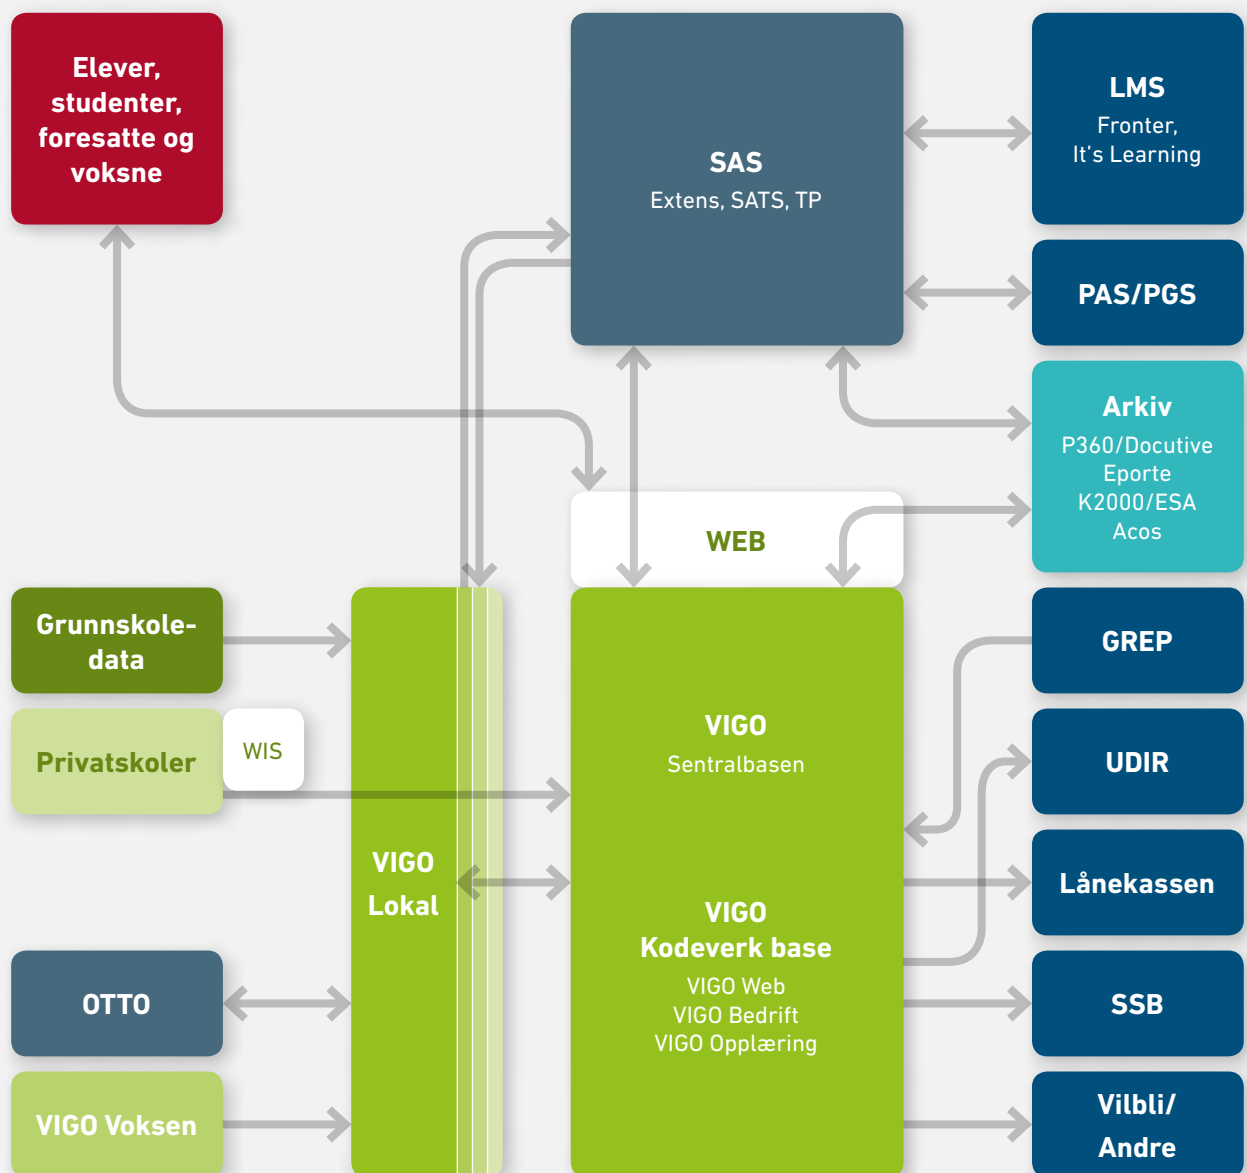 Elever,
studenter,
foresatte og
voksne
SAS
Extens, SATS, TP
LMS
Fronter,
It's Learning
PAS/PGS
Arkiv
P360/Docutive
Eporte
K2000/ESA
Acos
WEB
Grunnskole-
data
Privatskoler
WIS
OTTO
VIGO Voksen
VIGO
Lokal
VIGO
Sentralbasen
VIGO
Kodeverk base
VIGO Web
VIGO Bedrift
VIGO Opplæring
GREP
UDIR
Lånekassen
SSB
Vilbli/
Andre